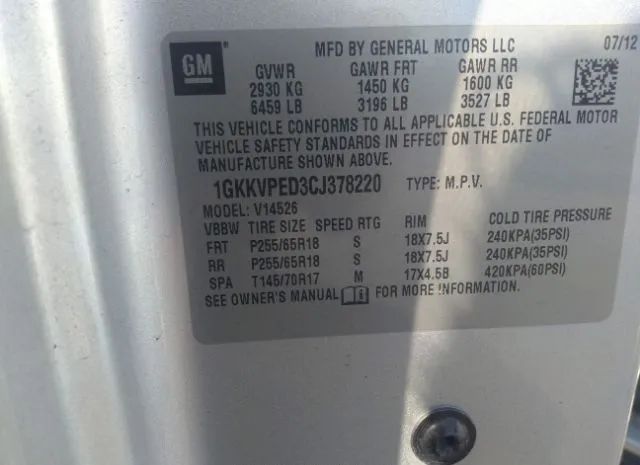 GM
MFD BY GENERAL MOTORS LLC 07/12
GVWR GAWR FRT GAWR RR
2930 KG 1450 KG 1600 KG
6459 LB 3196 LB 3527 LB
THIS VEHICLE CONFORMS TO ALL APPLICABLE U.S. FEDERAL MOTOR
VEHICLE SAFETY STANDARDS IN EFFECT ON THE DATE OF
MANUFACTURE SHOWN ABOVE.
1GKKVPED3CJ378220 TYPE: M.P.V.
MODEL: V14526
VBBW TIRE SIZE SPEED RTG RIM COLD TIRE PRESSURE
FRT P255/65R18 S 18X7.5J 240KPA(35PSI)
RR P255/65R18 S 18X7.5J 240KPA(35PSI)
SPA T145/70R17 M 17X4.5B 420KPA(60PSI)
SEE OWNER'S MANUAL FOR MORE INFORMATION.